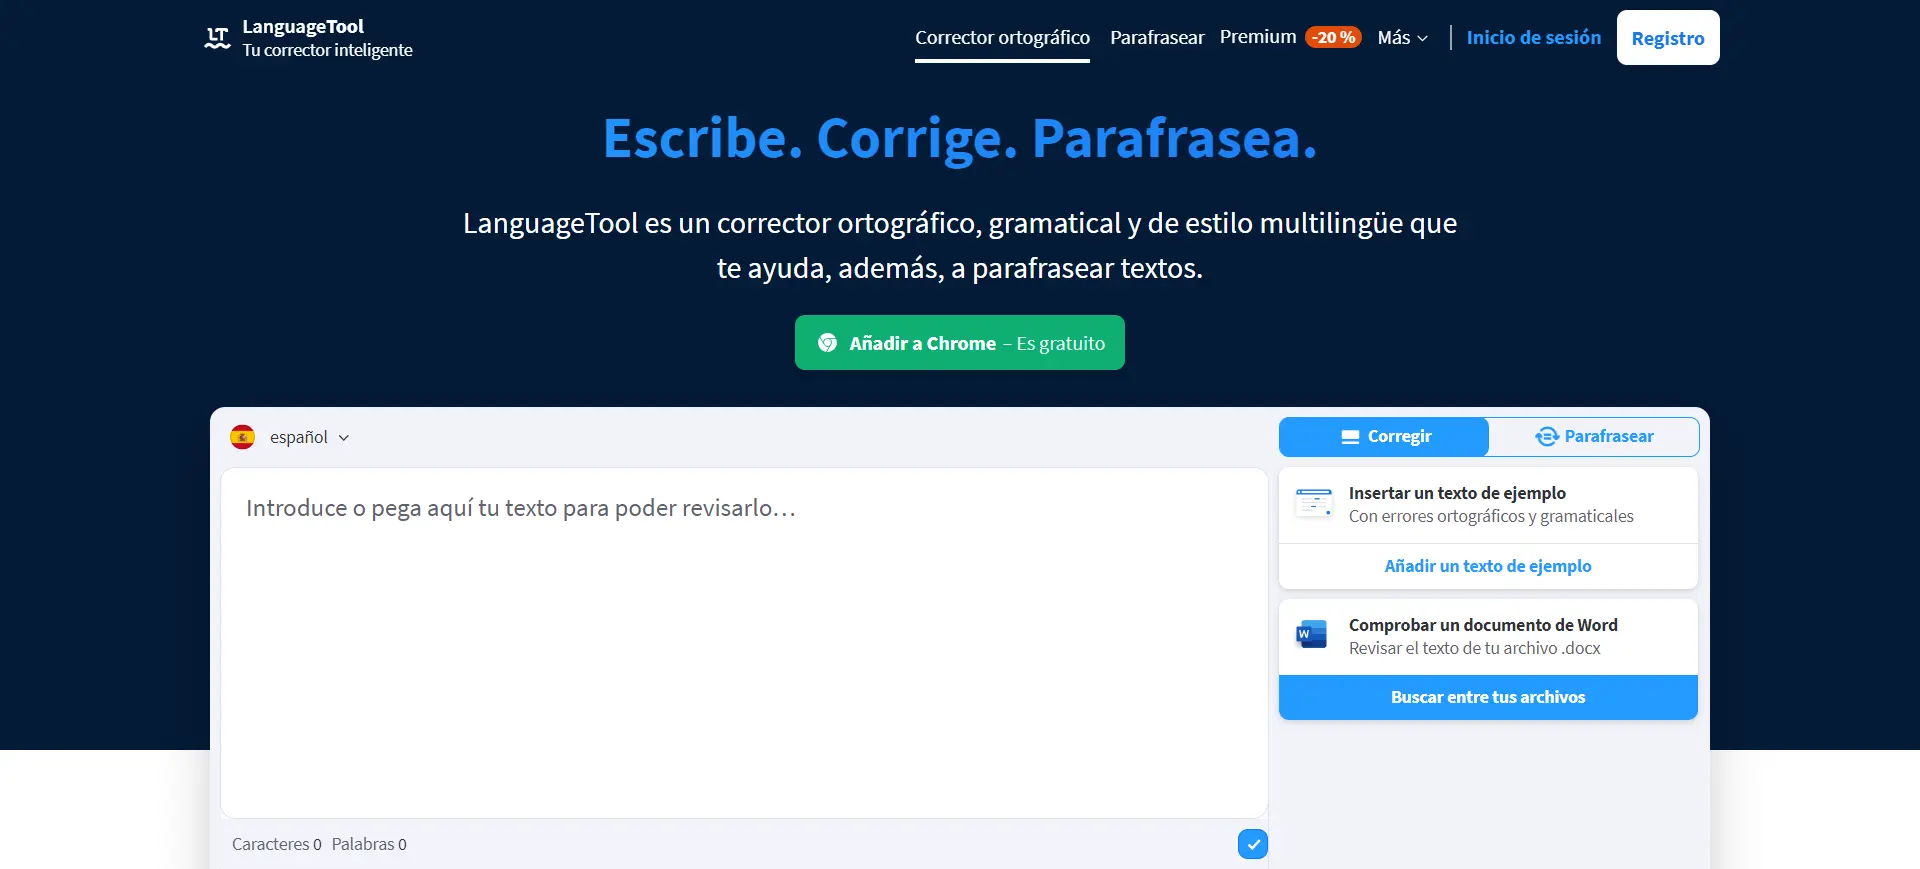 LanguageTool
Tu corrector inteligente
Corrector ortográfico Parafrasear Premium -20 % Más Inicio de sesión Registro
Escribe. Corrige. Parafrasea.
LanguageTool es un corrector ortográfico, gramatical y de estilo multilingüe que
te ayuda, además, a parafrasear textos.
Añadir a Chrome – Es gratuito
español
Corregir Parafrasear
Introduce o pega aquí tu texto para poder revisarlo…
Insertar un texto de ejemplo
Con errores ortográficos y gramaticales
Añadir un texto de ejemplo
Comprobar un documento de Word
Revisar el texto de tu archivo .docx
Buscar entre tus archivos
Caracteres 0 Palabras 0